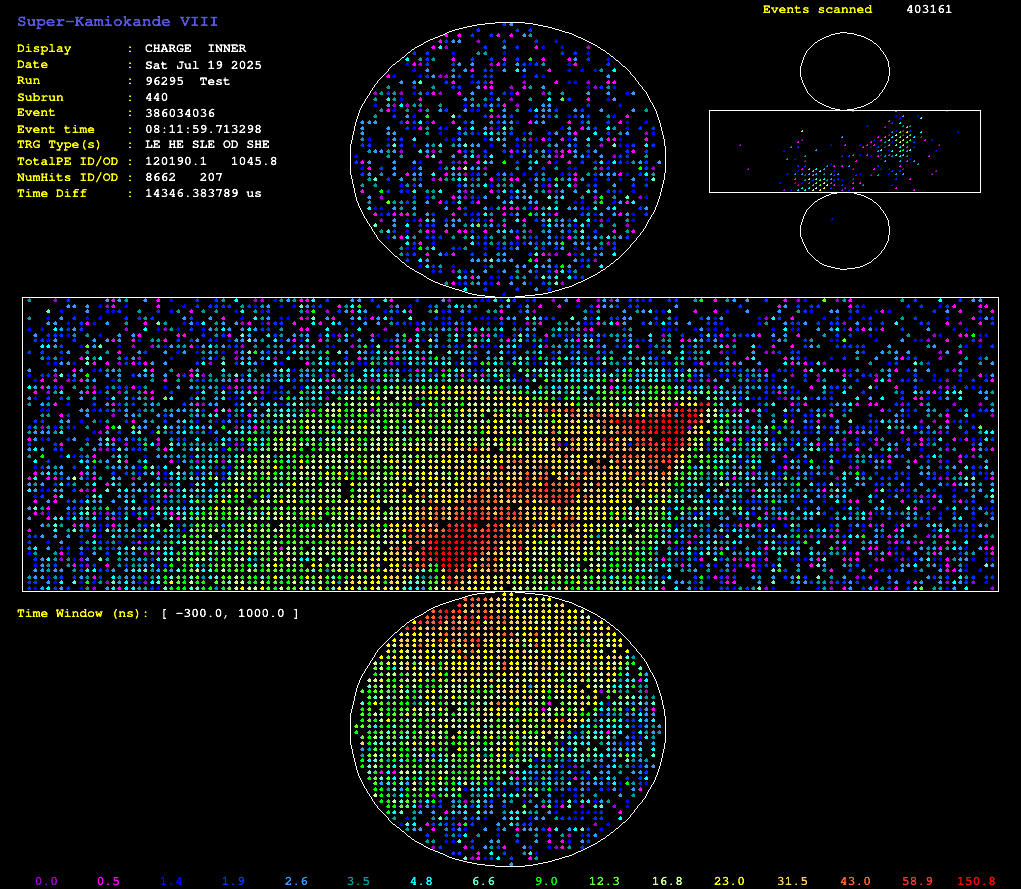 Super-Kamiokande VIII
Events scanned 403161
Display : CHARGE INNER
Date : Sat Jul 19 2025
Run : 96295 Test
Subrun : 440
Event : 386034036
Event time : 08:11:59.713298
TRG Type(s) : LE HE SLE OD SHE
TotalPE ID/OD : 120190.1 1045.8
NumHits ID/OD : 8662 207
Time Diff : 14346.383789 us
Time Window (ns): [ -300.0, 1000.0 ]
0.0 0.5 1.4 1.9 2.6 3.5 4.8 6.6 9.0 12.3 16.8 23.0 31.5 43.0 58.9 150.8